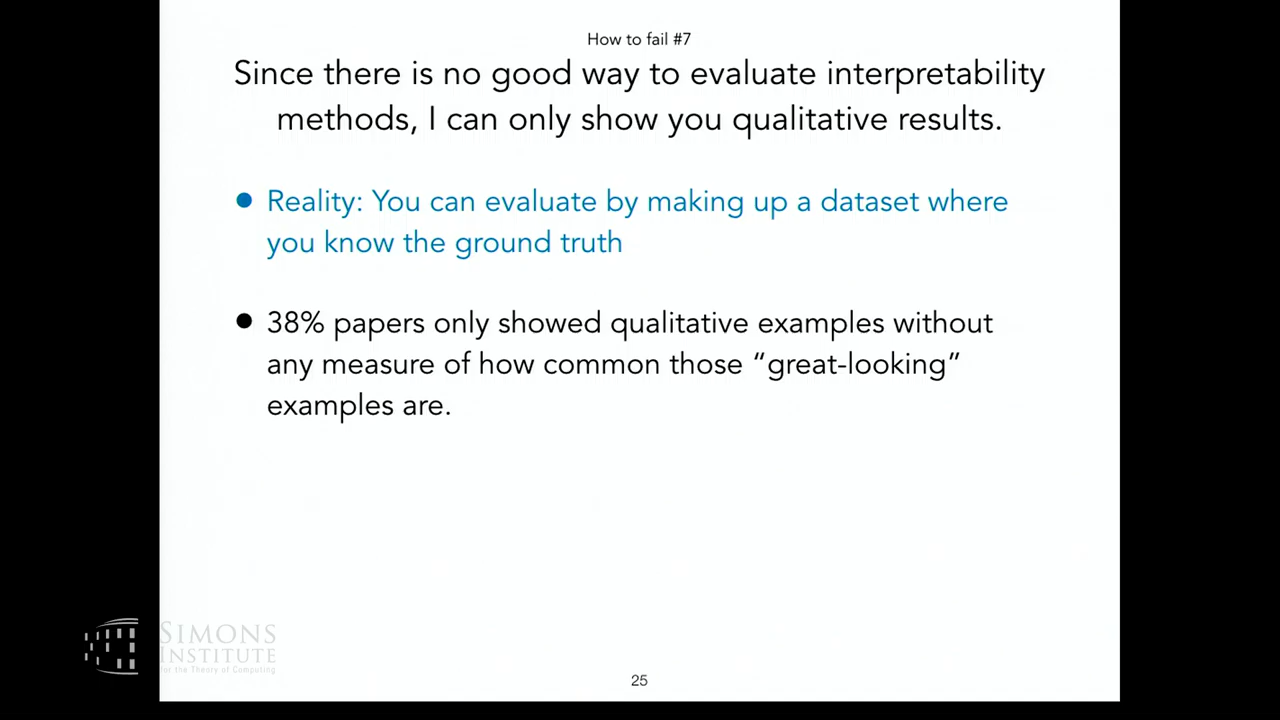 How to fail #7
Since there is no good way to evaluate interpretability
methods, I can only show you qualitative results.
● Reality: You can evaluate by making up a dataset where
you know the ground truth
● 38% papers only showed qualitative examples without
any measure of how common those “great-looking”
examples are.
SIMONS
INSTITUTE
for the Theory of Computing
25